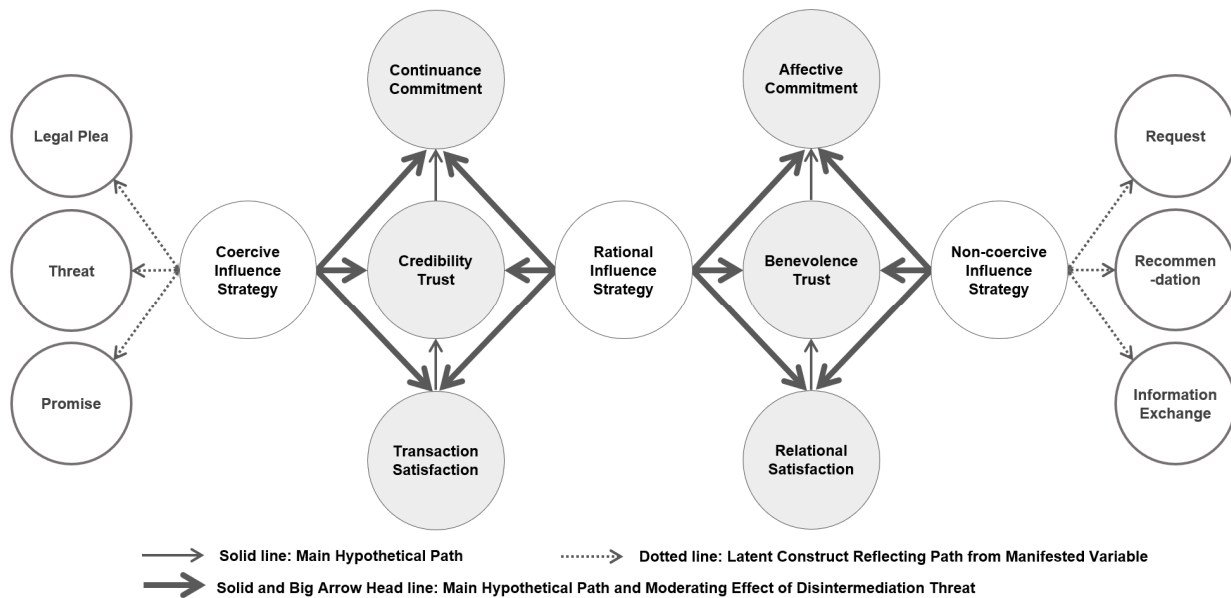 Continuance
Commitment
Affective
Commitment
Legal Plea
Request
Threat
Coercive
Influence
Strategy
Credibility
Trust
Rational
Influence
Strategy
Benevolence
Trust
Non-coercive
Influence
Strategy
Recommen
-dation
Promise
Information
Exchange
Transaction
Satisfaction
Relational
Satisfaction
Solid line: Main Hypothetical Path
Dotted line: Latent Construct Reflecting Path from Manifested Variable
Solid and Big Arrow Head line: Main Hypothetical Path and Moderating Effect of Disintermediation Threat